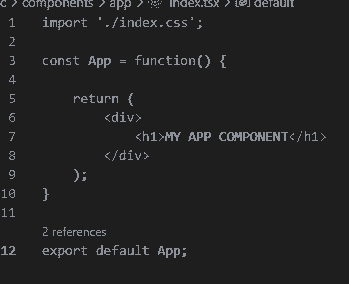 c > components > app > index.tsx > default
1 import './index.css';
2
3 const App = function() {
4
5 return (
6 <div>
7 <h1>MY APP COMPONENT</h1>
8 </div>
9 );
10 }
11
2 references
12 export default App;